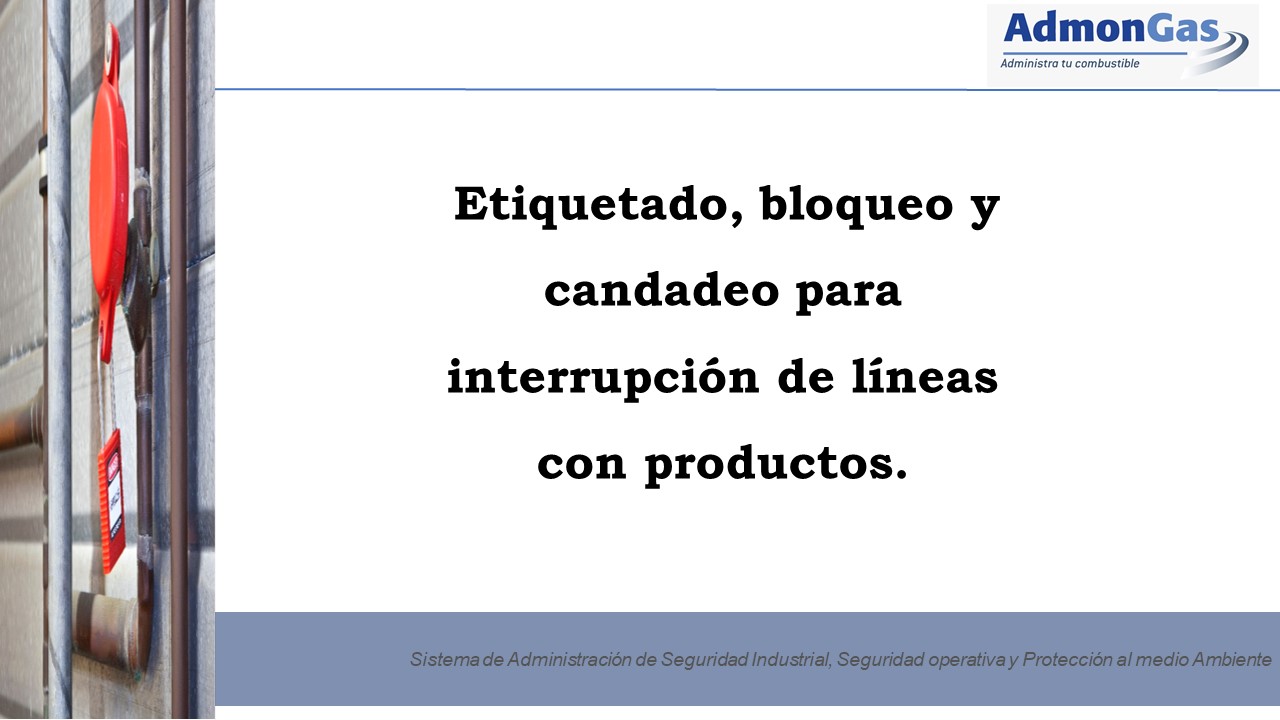 AdmonGas
Administra tu combustible
Etiquetado, bloqueo y
candadeo para
interrupción de líneas
con productos.
Sistema de Administración de Seguridad Industrial, Seguridad operativa y Protección al medio Ambiente